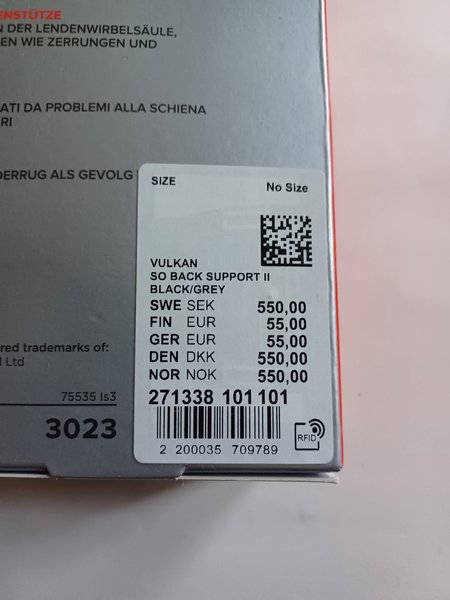 ENSTÜTZE
N DER LENDENWIRBELSÄULE,
EN WIE ZERRUNGEN UND
ATI DA PROBLEMI ALLA SCHIENA
ARI
DERRUG ALS GEVOLG
red trademarks of:
l Ltd
75535 Is3
3023
SIZE No Size
VULKAN
SO BACK SUPPORT II
BLACK/GREY
SWE SEK 550,00
FIN EUR 55,00
GER EUR 55,00
DEN DKK 550,00
NOR NOK 550,00
271338 101101
2 200035 709789
RFID